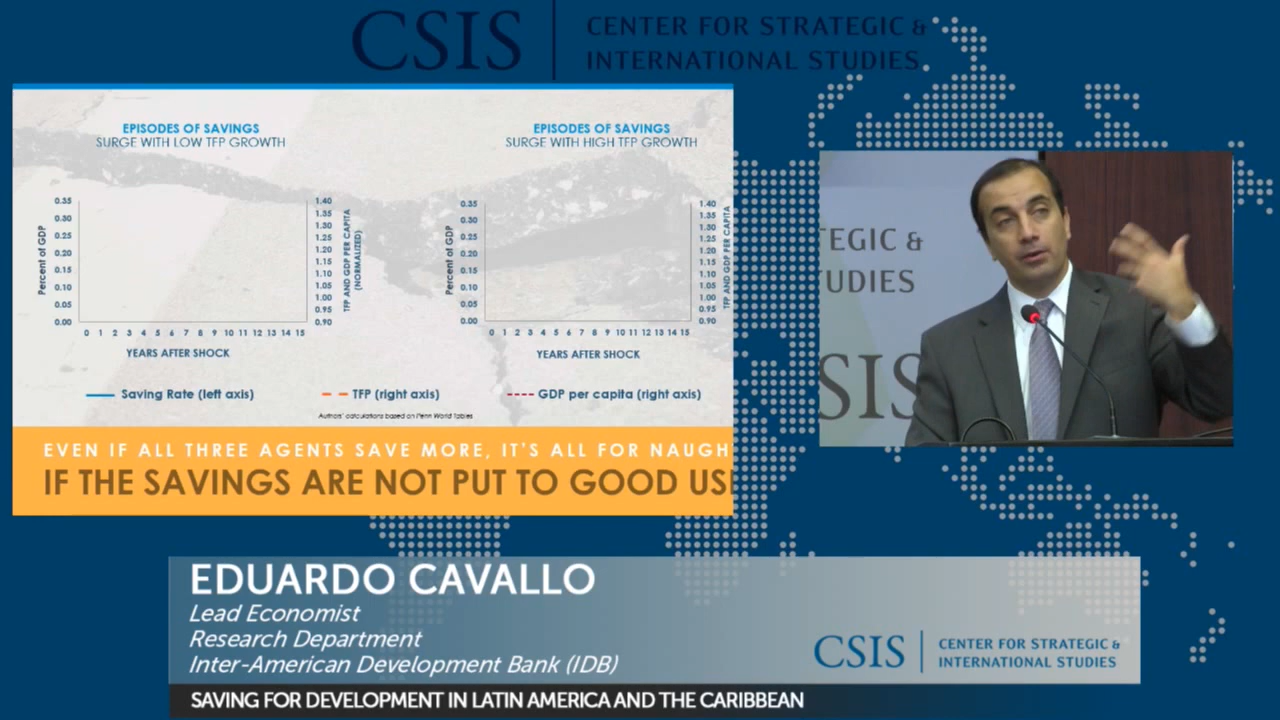 CSIS
CENTER FOR STRATEGIC &
INTERNATIONAL STUDIES
EPISODES OF SAVINGS
SURGE WITH LOW TFP GROWTH
0.35
0.30
0.25
0.20
0.15
0.10
0.05
0.00
Percent of GDP
1.40
1.35
1.30
1.25
1.20
1.15
1.10
1.05
1.00
0.95
0.90
TFP AND GDP PER CAPITA
(NORMALIZED)
0 1 2 3 4 5 6 7 8 9 10 11 12 13 14 15
YEARS AFTER SHOCK
EPISODES OF SAVINGS
SURGE WITH HIGH TFP GROWTH
0.35
0.30
0.25
0.20
0.15
0.10
0.05
0.00
Percent of GDP
1.40
1.35
1.30
1.25
1.20
1.15
1.10
1.05
1.00
0.95
0.90
TFP AND GDP PER CAPITA
0 1 2 3 4 5 6 7 8 9 10 11 12 13 14 15
YEARS AFTER SHOCK
Saving Rate (left axis)
TFP (right axis)
GDP per capita (right axis)
Authors' calculations based on Penn World Tables
EVEN IF ALL THREE AGENTS SAVE MORE, IT'S ALL FOR NAUGH
IF THE SAVINGS ARE NOT PUT TO GOOD US
TEGIC &
UDIES
SIS
EDUARDO CAVALLO
Lead Economist
Research Department
Inter-American Development Bank (IDB)
CSIS
CENTER FOR STRATEGIC &
INTERNATIONAL STUDIES
SAVING FOR DEVELOPMENT IN LATIN AMERICA AND THE CARIBBEAN